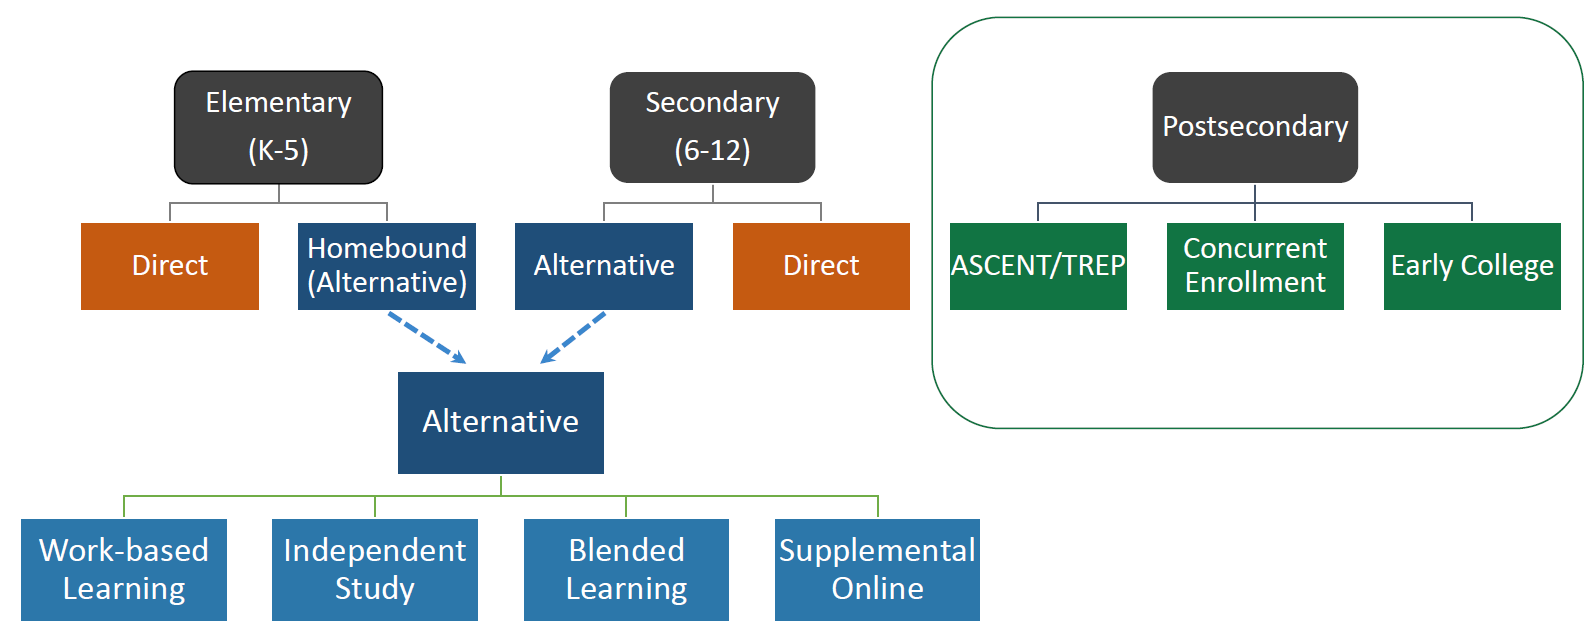 Elementary
(K-5)
Secondary
(6-12)
Postsecondary
Direct
Homebound
(Alternative)
Alternative
Direct
ASCENT/TREP
Concurrent
Enrollment
Early College
Alternative
Work-based
Learning
Independent
Study
Blended
Learning
Supplemental
Online